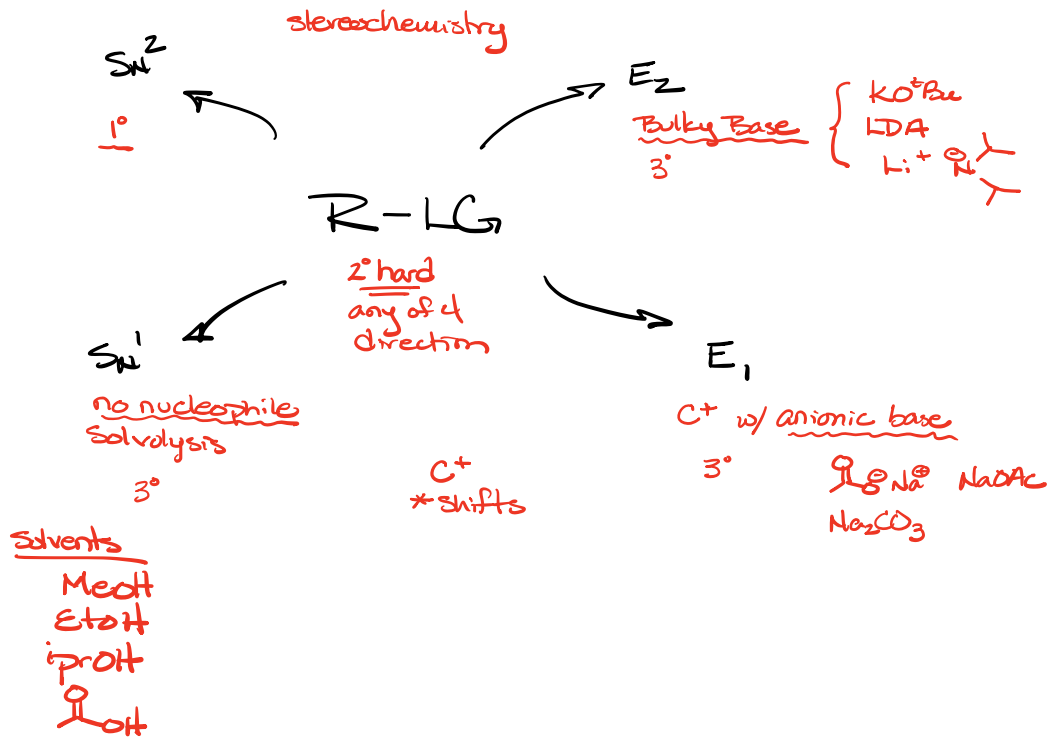 stereochemistry
SN2
1°
E2
Bulky Base
3°
KOtBu
LDA
Li+ ⊖N
R-LG
2° hard
any of 4
direction
SN1
no nucleophile
Solvolysis
3°
C+
*shifts
E1
C+ w/ anionic base
3°
O O⊖ Na⊕ NaOAc
Na2CO3
Solvents
MeOH
EtOH
iprOH
O OH